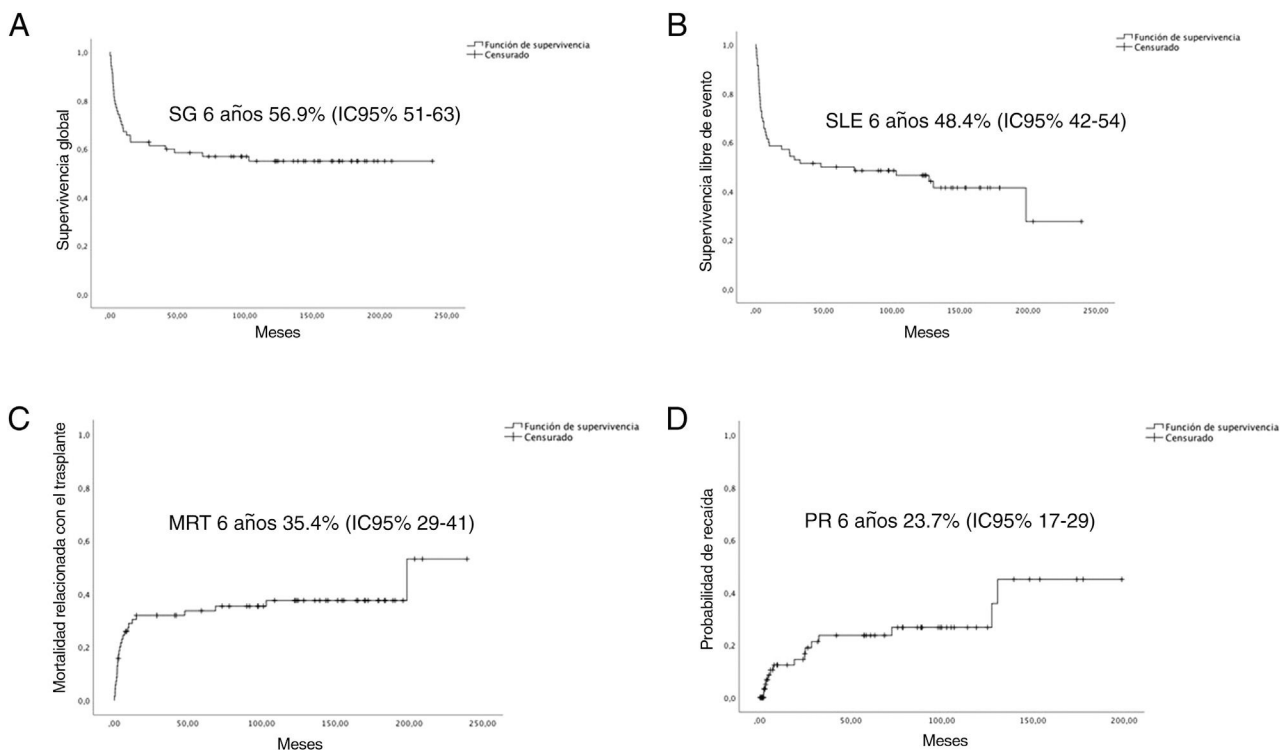 A
Función de supervivencia
Censurado
SG 6 años 56.9% (IC95% 51-63)
Supervivencia global
1,0
0,8
0,6
0,4
0,2
0,0
,00 50,00 100,00 150,00 200,00 250,00
Meses
B
Función de supervivencia
Censurado
SLE 6 años 48.4% (IC95% 42-54)
Supervivencia libre de evento
1,0
0,8
0,6
0,4
0,2
0,0
,00 50,00 100,00 150,00 200,00 250,00
Meses
C
Función de supervivencia
Censurado
MRT 6 años 35.4% (IC95% 29-41)
Mortalidad relacionada con el trasplante
1,0
0,8
0,6
0,4
0,2
0,0
,00 50,00 100,00 150,00 200,00 250,00
Meses
D
Función de supervivencia
Censurado
PR 6 años 23.7% (IC95% 17-29)
Probabilidad de recaída
1,0
0,8
0,6
0,4
0,2
0,0
,00 50,00 100,00 150,00 200,00
Meses